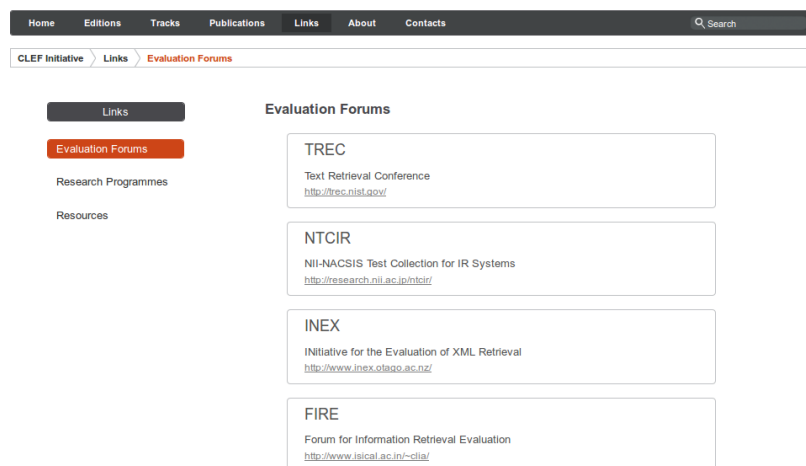 Home Editions Tracks Publications Links About Contacts Search
CLEF Initiative Links Evaluation Forums
Links
Evaluation Forums
Research Programmes
Resources
Evaluation Forums
TREC
Text Retrieval Conference
http://trec.nist.gov/
NTCIR
NII-NACSIS Test Collection for IR Systems
http://research.nii.ac.jp/ntcir/
INEX
INitiative for the Evaluation of XML Retrieval
http://www.inex.otago.ac.nz/
FIRE
Forum for Information Retrieval Evaluation
http://www.isical.ac.in/~clia/